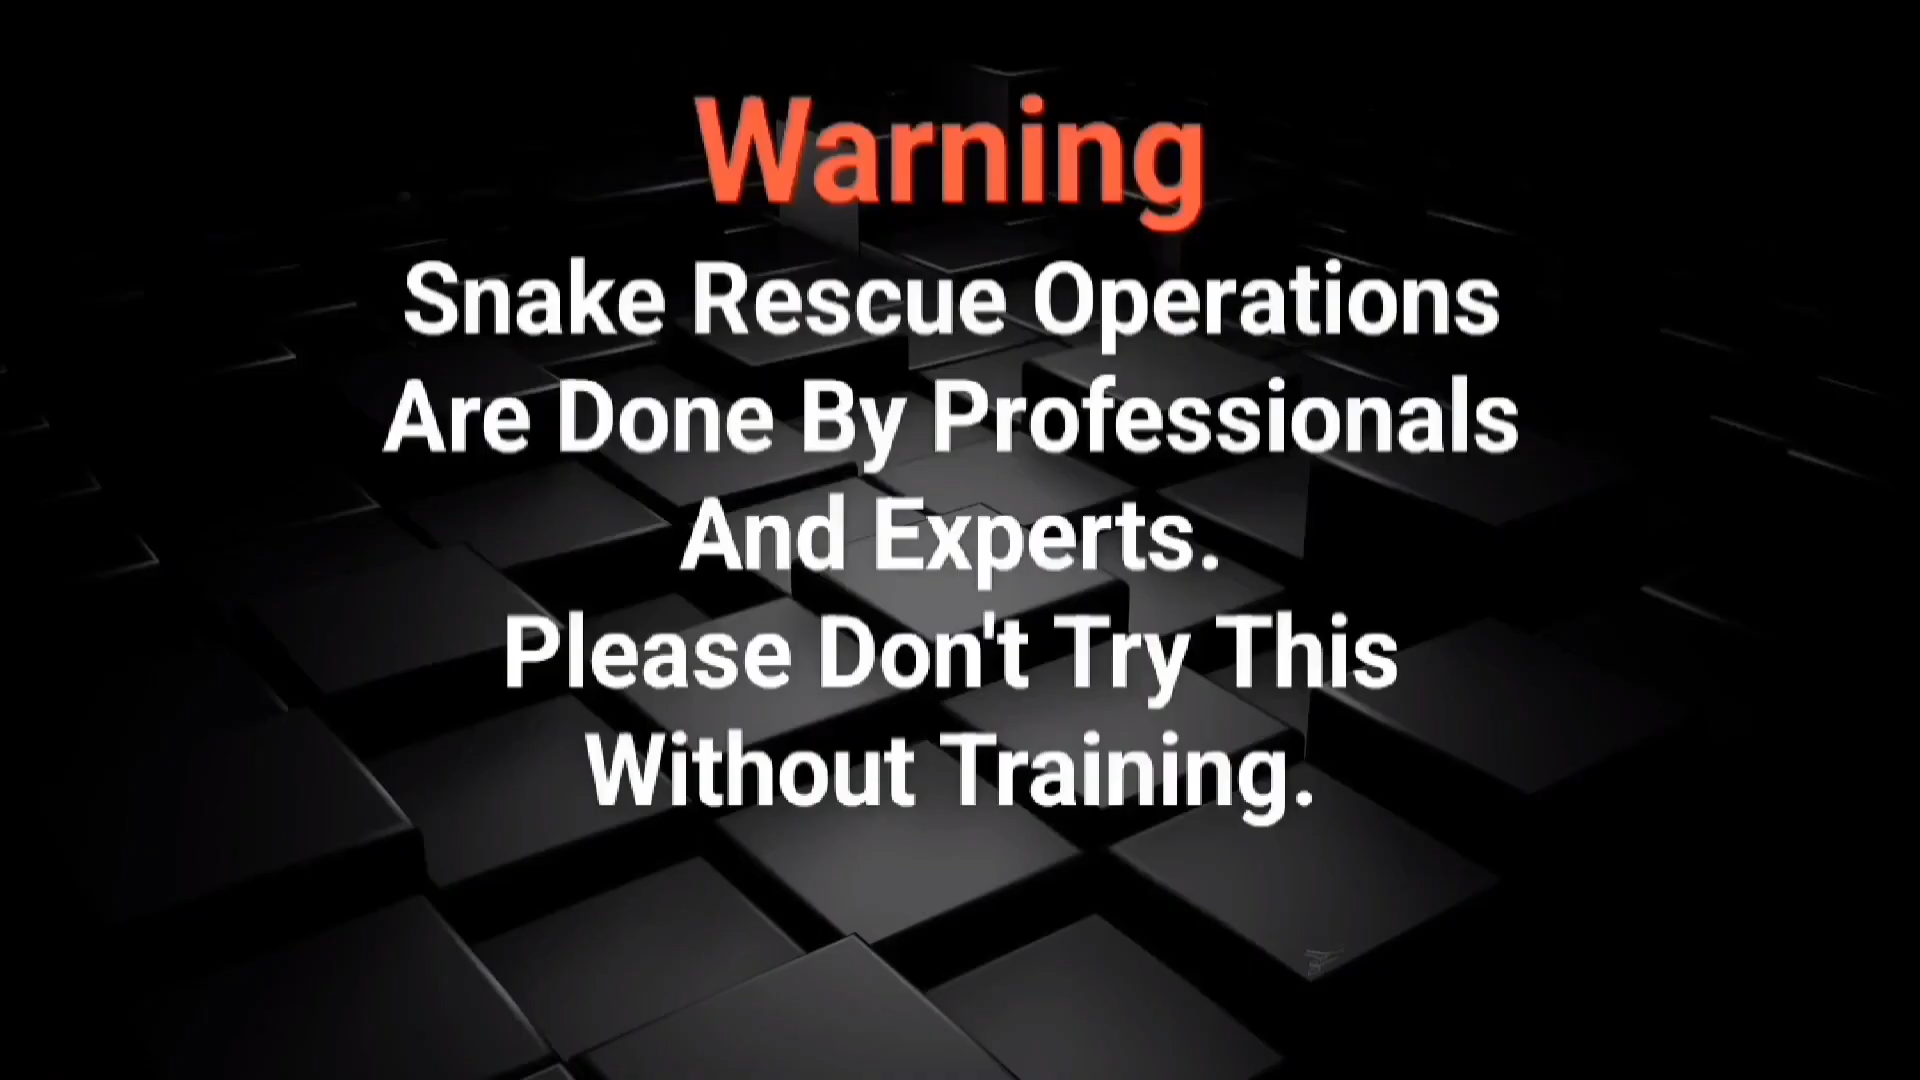 Warning
Snake Rescue Operations
Are Done By Professionals
And Experts.
Please Don't Try This
Without Training.